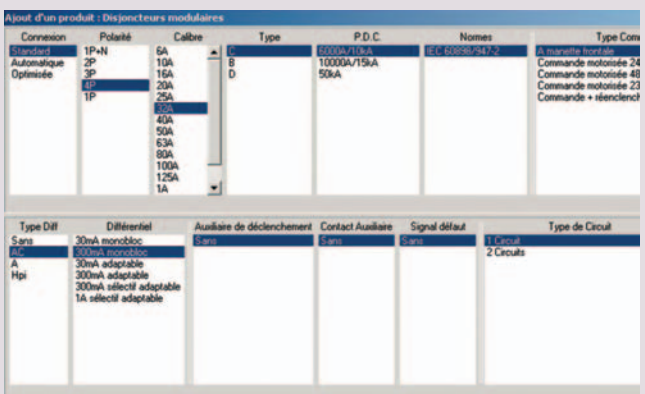 Ajout d'un produit : Disjoncteurs modulaires
Connexion Polarité Calibre Type P.D.C. Normes Type Com
Standard 1P+N 6A C 6000A/10kA IEC 60898/947-2 A manette frontale
Automatique 2P 10A B 10000A/15kA Commande motorisée 24
Optimisée 3P 16A D 50kA Commande motorisée 48
4P 20A Commande motorisée 23
1P 25A Commande + réenclench
32A
40A
50A
63A
80A
100A
125A
1A
Type Diff Différentiel Auxiliaire de déclenchement Contact Auxiliaire Signal défaut Type de Circuit
Sans 30mA monobloc Sans Sans Sans 1 Circuit
AC 300mA monobloc 2 Circuits
A 30mA adaptable
Hpi 300mA adaptable
300mA sélectif adaptable
1A sélectif adaptable